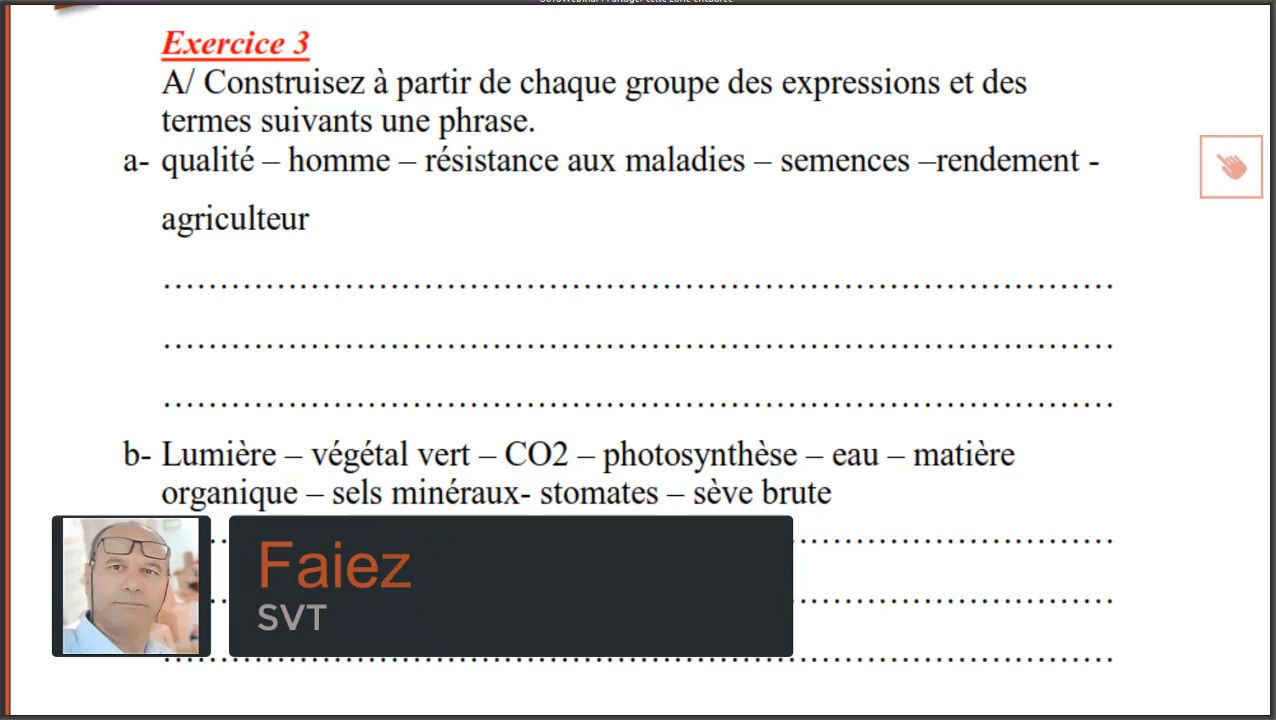 Exercice 3
A/ Construisez à partir de chaque groupe des expressions et des
termes suivants une phrase.
a- qualité – homme – résistance aux maladies – semences –rendement -
agriculteur
………………………………………………………………………………
………………………………………………………………………………
………………………………………………………………………………
b- Lumière – végétal vert – CO2 – photosynthèse – eau – matière
organique – sels minéraux- stomates – sève brute
Faiez
SVT